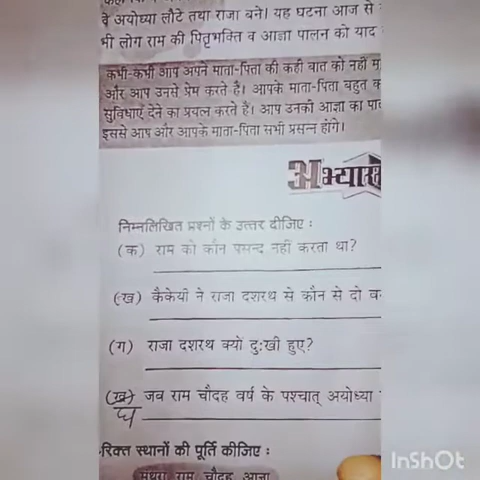 वे अयोध्या लौटे तथा राजा बने। यह घटना आज से
भी लोग राम की पितृभक्ति व आज्ञा पालन को याद
कभी-कभी आप अपने माता-पिता की कही बात को नहीं
और आप उनसे प्रेम करते है। आपके माता-पिता बहुत
सुविधाएँ देने का प्रयत्न करते हैं। आप उनकी आज्ञा का
इससे आप और आपके माता-पिता सभी प्रसन्न होंगे।
अभ्यास
निम्नलिखित प्रश्नों के उत्तर दीजिए :
(क) राम को कौन पसन्द नहीं करता था?
(ख) कैकेयी ने राजा दशरथ से कौन से दो
(ग) राजा दशरथ क्यों दुःखी हुए?
(ख) जब राम चौदह वर्ष के पश्चात् अयोध्या
घ
रिक्त स्थानों की पूर्ति कीजिए :
मंथरा राम चौदह आज्ञा
InShOt